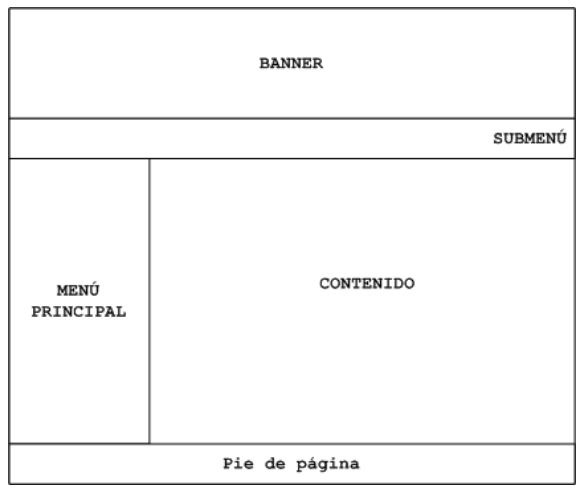 BANNER
SUBMENÚ
MENÚ
PRINCIPAL
CONTENIDO
Pie de página